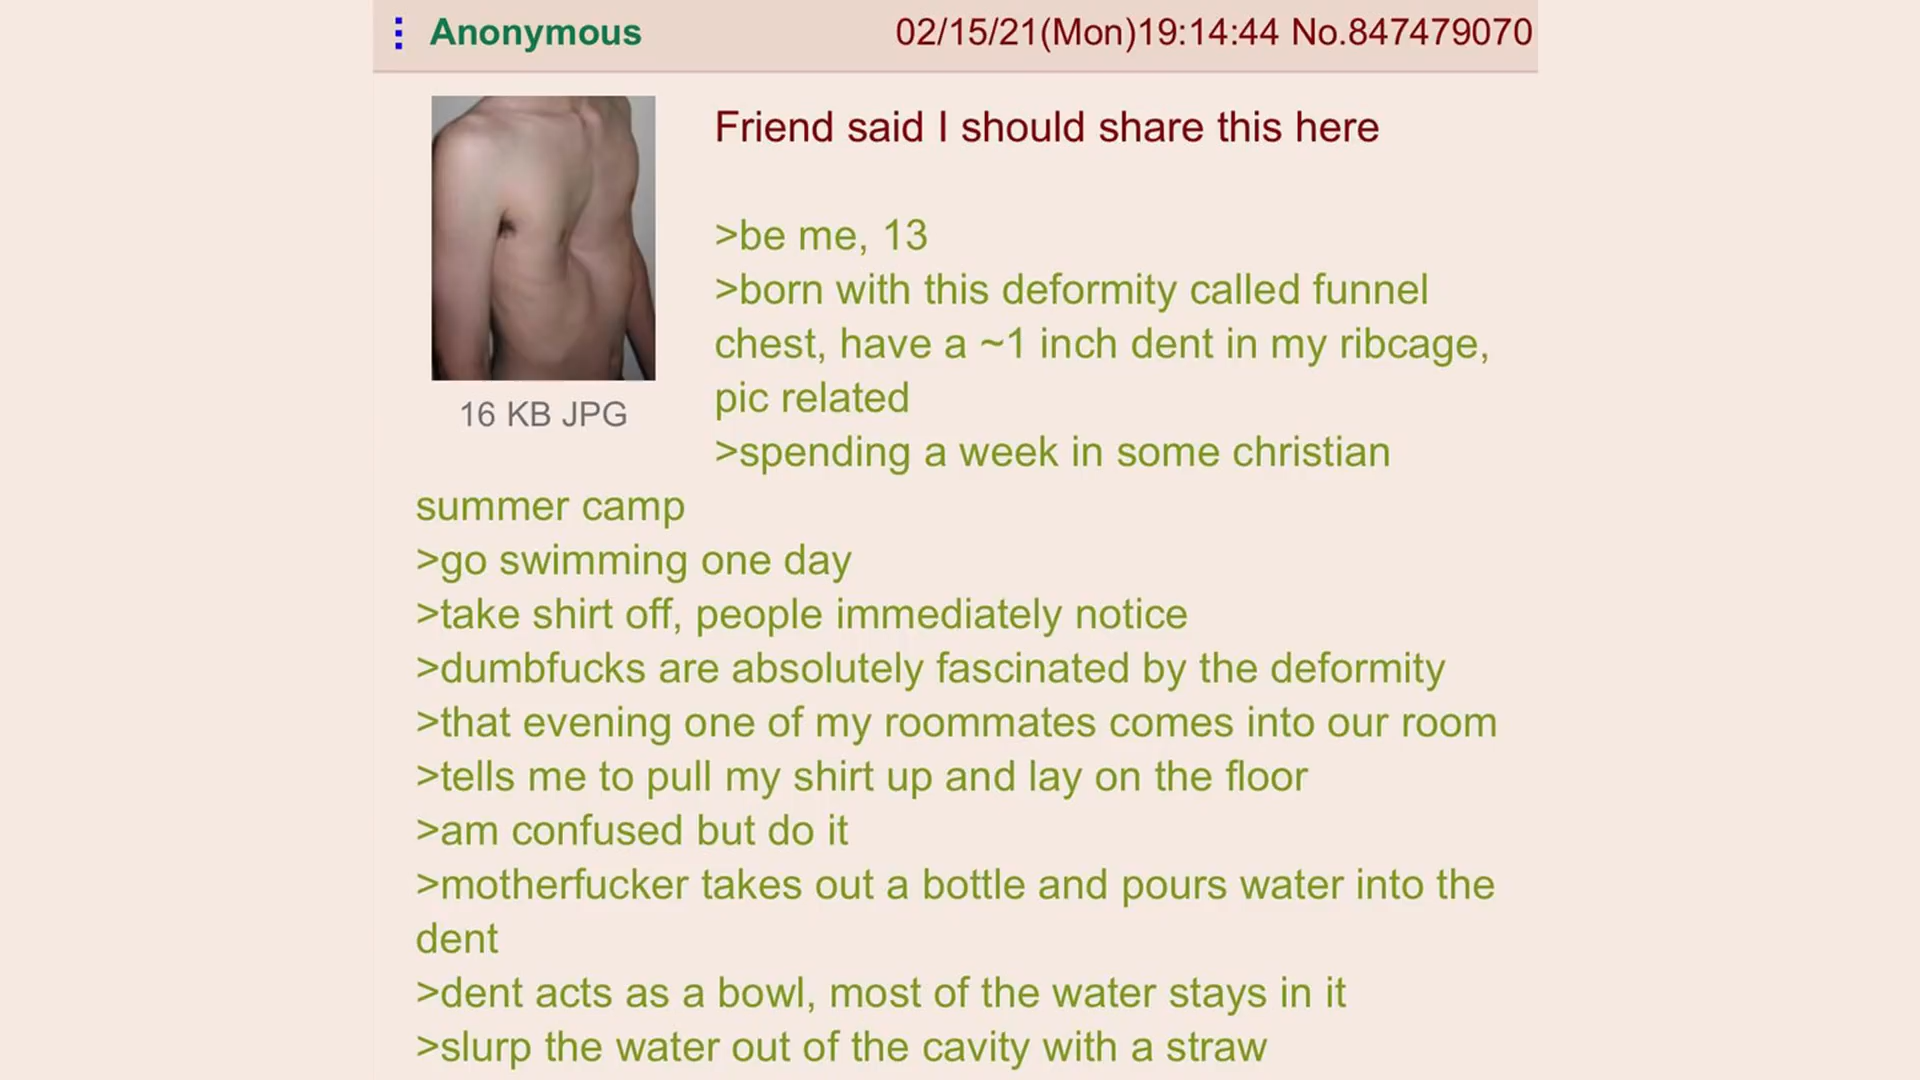 Anonymous 02/15/21(Mon)19:14:44 No.847479070
Friend said I should share this here
>be me, 13
>born with this deformity called funnel
chest, have a ~1 inch dent in my ribcage,
pic related
16 KB JPG
>spending a week in some christian
summer camp
>go swimming one day
>take shirt off, people immediately notice
>dumbfucks are absolutely fascinated by the deformity
>that evening one of my roommates comes into our room
>tells me to pull my shirt up and lay on the floor
>am confused but do it
>motherfucker takes out a bottle and pours water into the
dent
>dent acts as a bowl, most of the water stays in it
>slurp the water out of the cavity with a straw